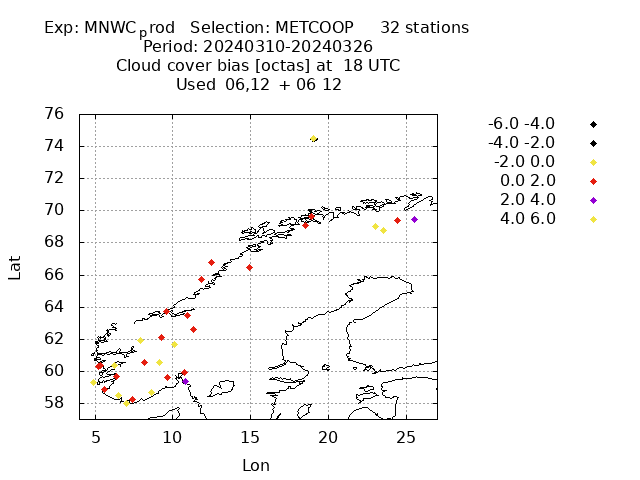 Exp: MNWCprod Selection: METCOOP 32 stations
Period: 20240310-20240326
Cloud cover bias [octas] at 18 UTC
Used 06,12 + 06 12
-6.0 -4.0
-4.0 -2.0
-2.0 0.0
0.0 2.0
2.0 4.0
4.0 6.0
76
74
72
70
68
66
64
62
60
58
Lat
5 10 15 20 25
Lon